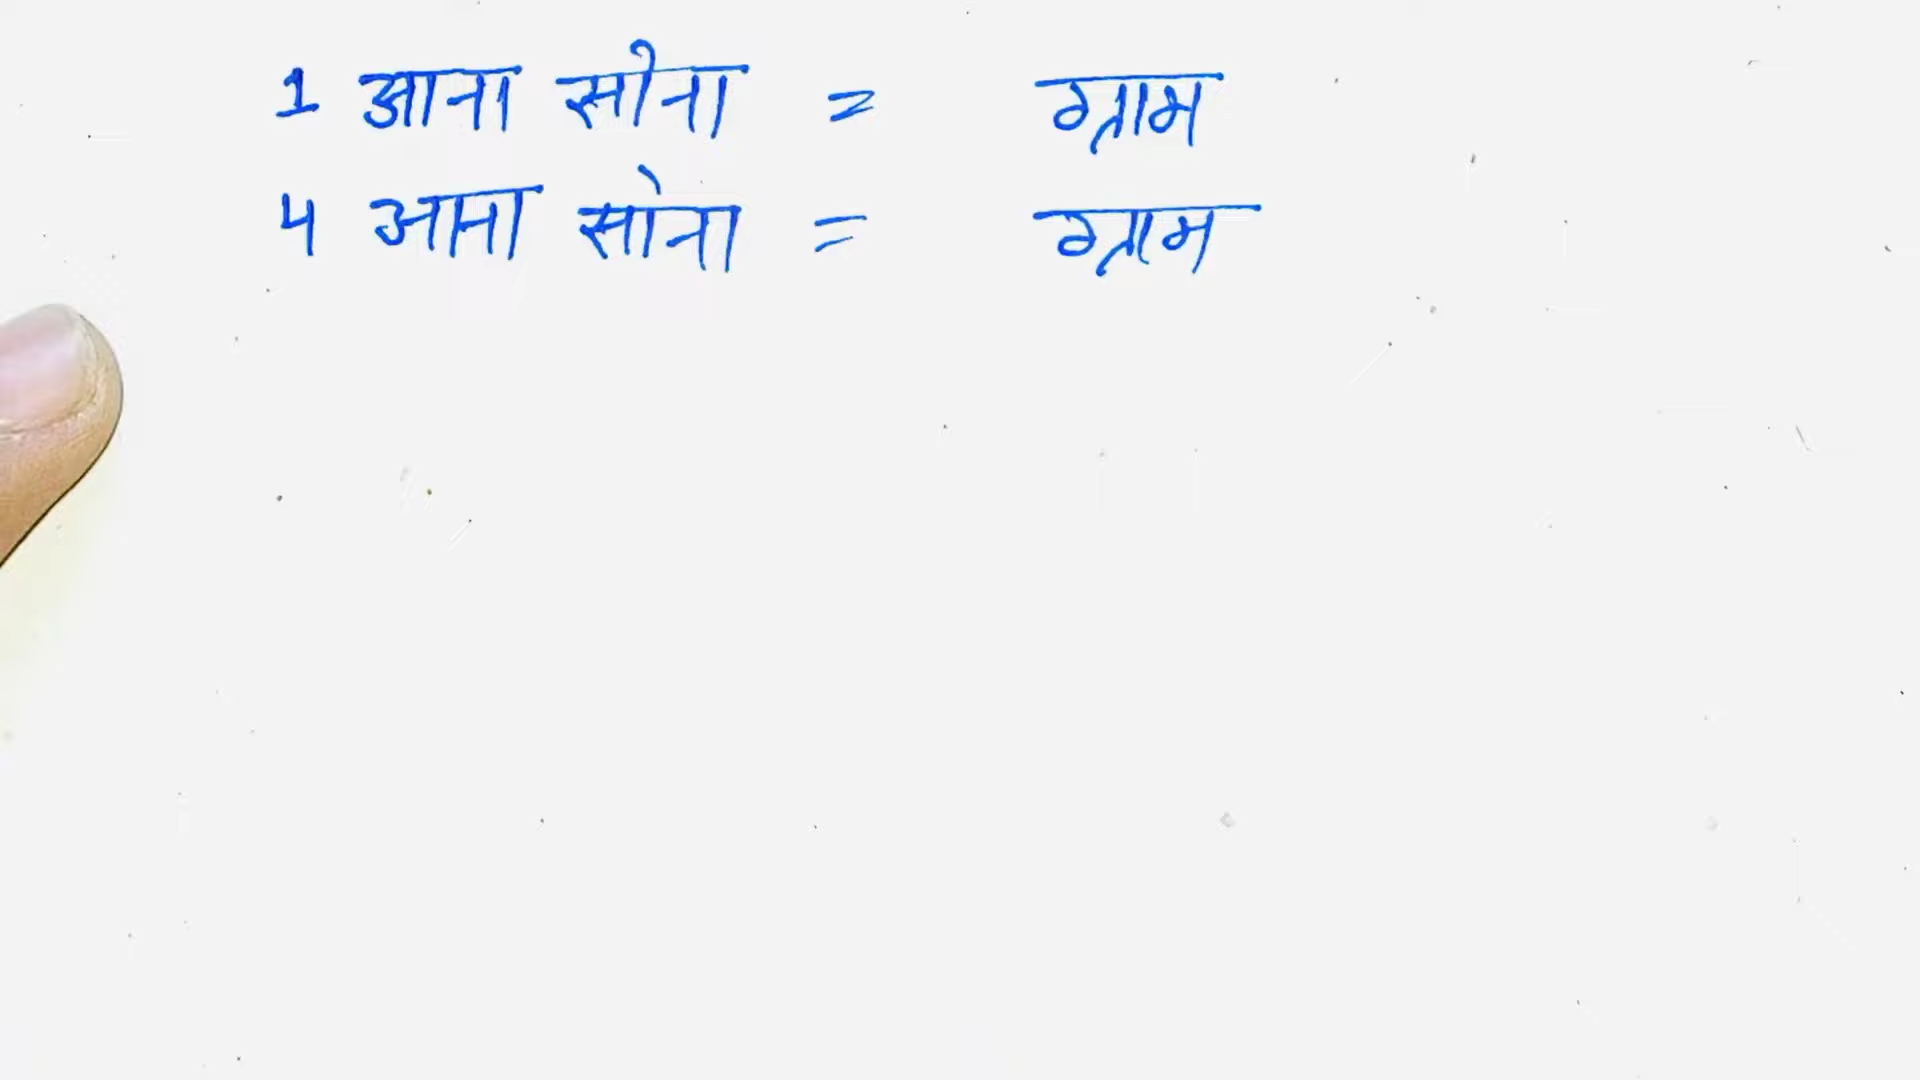 1 आना सोना = ग्राम
4 आना सोना = ग्राम